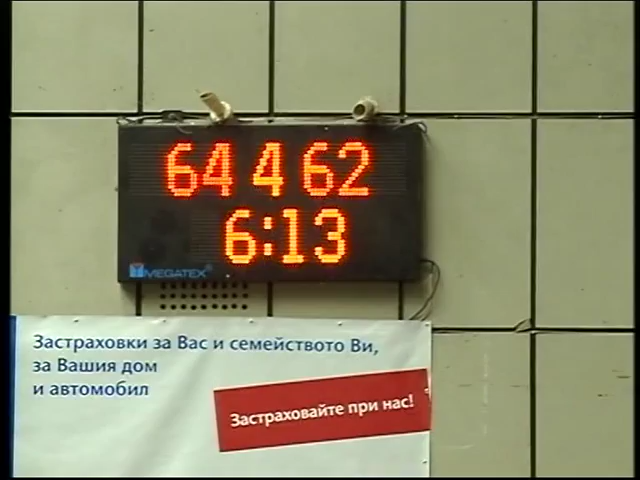 64 4 62
6:13
MEGATEX
Застраховки за Вас и семейството Ви,
за Вашия дом
и автомобил
Застраховайте при нас!